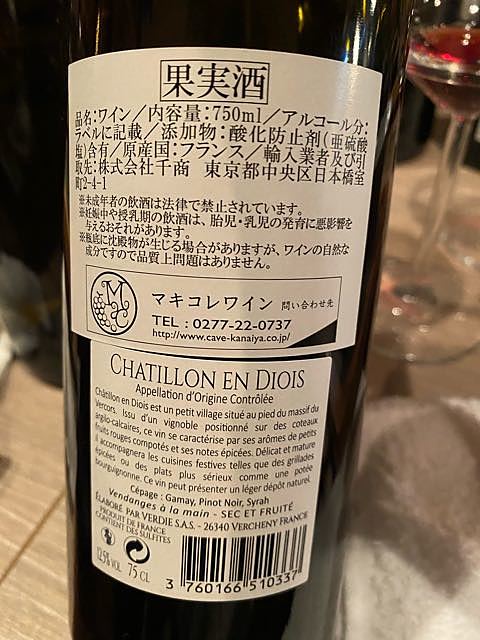 果実酒
品名:ワイン/内容量:750ml/アルコール分:
ラベルに記載/添加物:酸化防止剤(亜硫酸
塩)含有/原産国:フランス/輸入業者及び引
取先:株式会社千商 東京都中央区日本橋室
町2-4-1
※未成年者の飲酒は法律で禁止されています。
※妊娠中や授乳期の飲酒は、胎児・乳児の発育に悪影響を
与えるおそれがあります。
※瓶底に沈殿物が生じる場合がありますが、ワインの自然な
成分ですので品質上問題はありません。
M
マキコレワイン 問い合わせ先
TEL : 0277-22-0737
http://www.cave-kanaiya.co.jp/
CHATILLON EN DIOIS
Appellation d'Origine Contrôlée
Châtillon en Diois est un petit village situé au pied du massif du
Vercors. Issu d'un vignoble positionné sur des coteaux
argilo-calcaires, ce vin se caractérise par ses arômes de petits
fruits rouges compotés et ses notes épicées. Délicat et mature
il accompagnera les cuisines festives telles que des grillades
épicées ou des plats plus sérieux comme une potée
bourguignonne. Ce vin peut présenter un léger dépôt naturel.
Cépage : Gamay, Pinot Noir, Syrah
Vendanges à la main - SEC ET FRUITÉ
ÉLABORÉ PAR VERDIE S.A.S. - 26340 VERCHENY FRANCE
PRODUIT DE FRANCE
CONTIENT DES SULFITES
12,5% VOL 75 CL
3 760166 510337